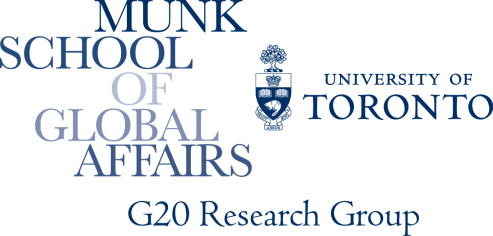 MUNK
SCHOOL
OF
GLOBAL
AFFAIRS
UNIVERSITY OF
TORONTO
G20 Research Group